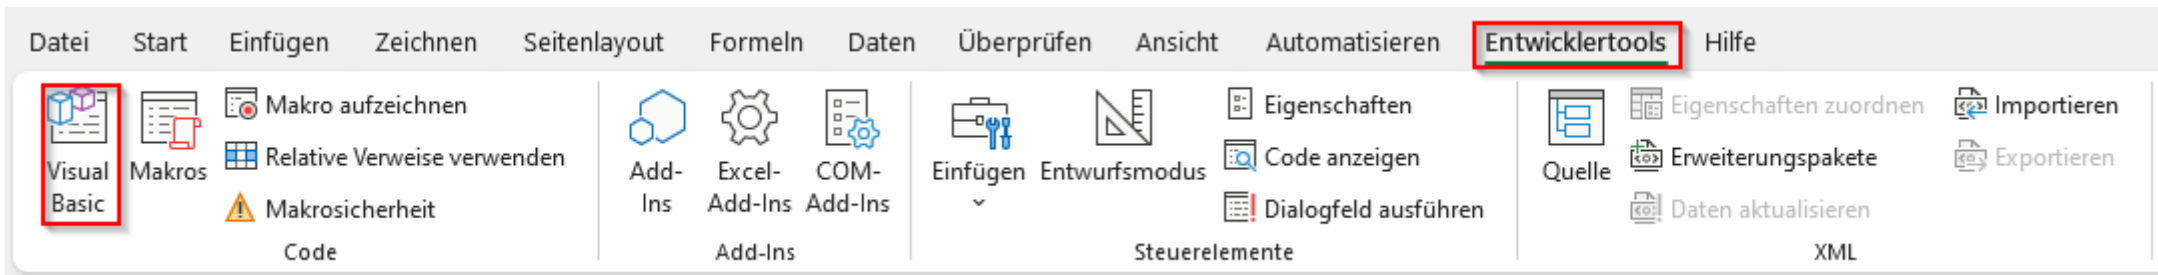 Datei Start Einfügen Zeichnen Seitenlayout Formeln Daten Überprüfen Ansicht Automatisieren Entwicklertools Hilfe
Visual
Basic
Makros
Makro aufzeichnen
Relative Verweise verwenden
Makrosicherheit
Code
Add-
Ins
Excel-
Add-Ins
COM-
Add-Ins
Add-Ins
Einfügen
Entwurfsmodus
Eigenschaften
Code anzeigen
Dialogfeld ausführen
Steuerelemente
Quelle
Eigenschaften zuordnen
Erweiterungspakete
Daten aktualisieren
Importieren
Exportieren
XML